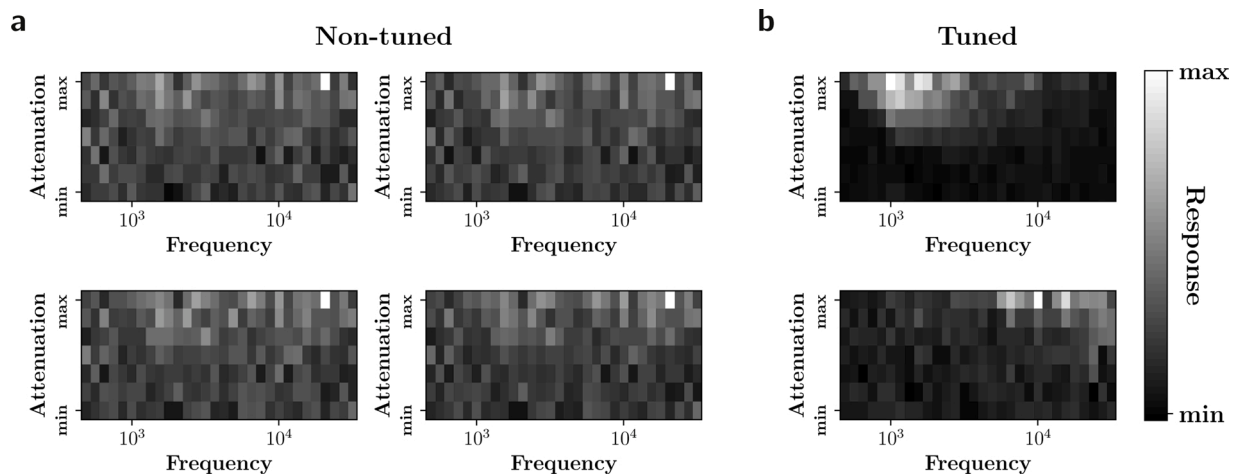 a
b
Non-tuned
Tuned
Attenuation
max
min
10³
10⁴
Frequency
Attenuation
max
min
10³
10⁴
Frequency
Attenuation
max
min
10³
10⁴
Frequency
max
Response
min
Attenuation
max
min
10³
10⁴
Frequency
Attenuation
max
min
10³
10⁴
Frequency
Attenuation
max
min
10³
10⁴
Frequency